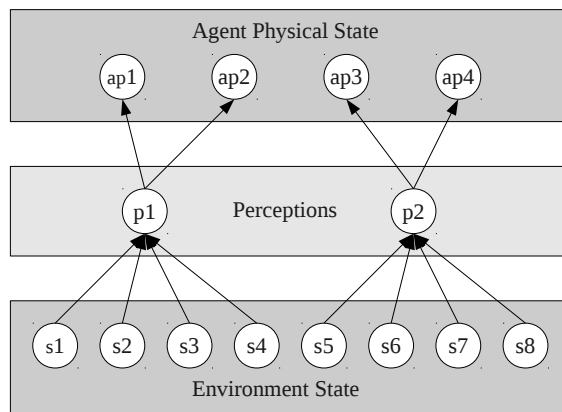 Agent Physical State
ap1 ap2 ap3 ap4
p1 Perceptions p2
s1 s2 s3 s4 s5 s6 s7 s8
Environment State